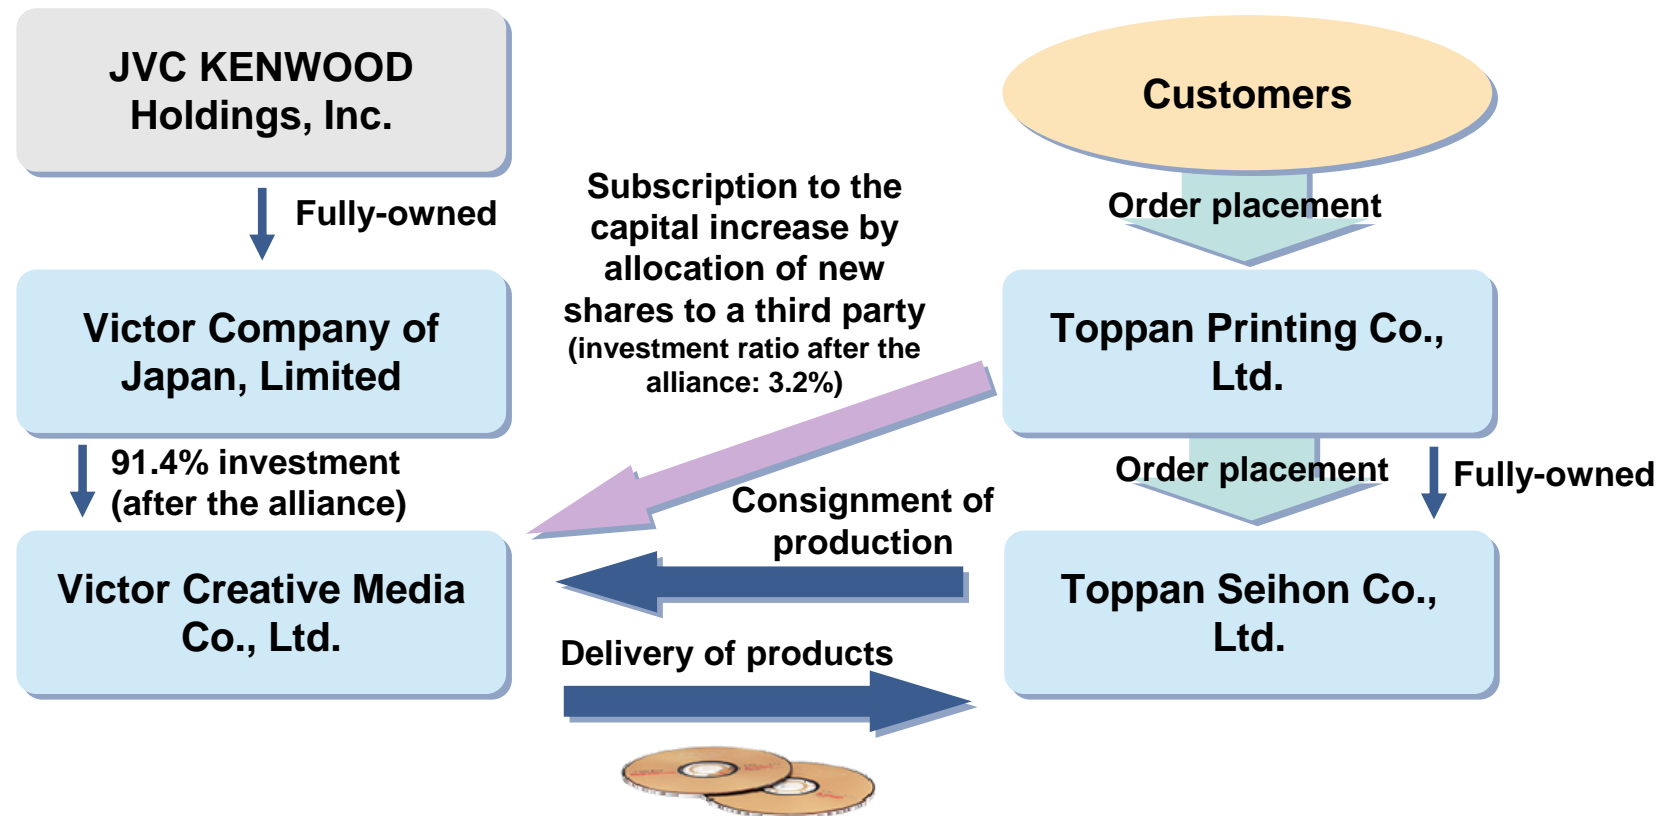 JVC KENWOOD
Holdings, Inc.
Customers
Fully-owned
Subscription to the
capital increase by
allocation of new
shares to a third party
(investment ratio after the
alliance: 3.2%)
Order placement
Victor Company of
Japan, Limited
Toppan Printing Co.,
Ltd.
91.4% investment
(after the alliance)
Order placement
Fully-owned
Consignment of
production
Victor Creative Media
Co., Ltd.
Toppan Seihon Co.,
Ltd.
Delivery of products